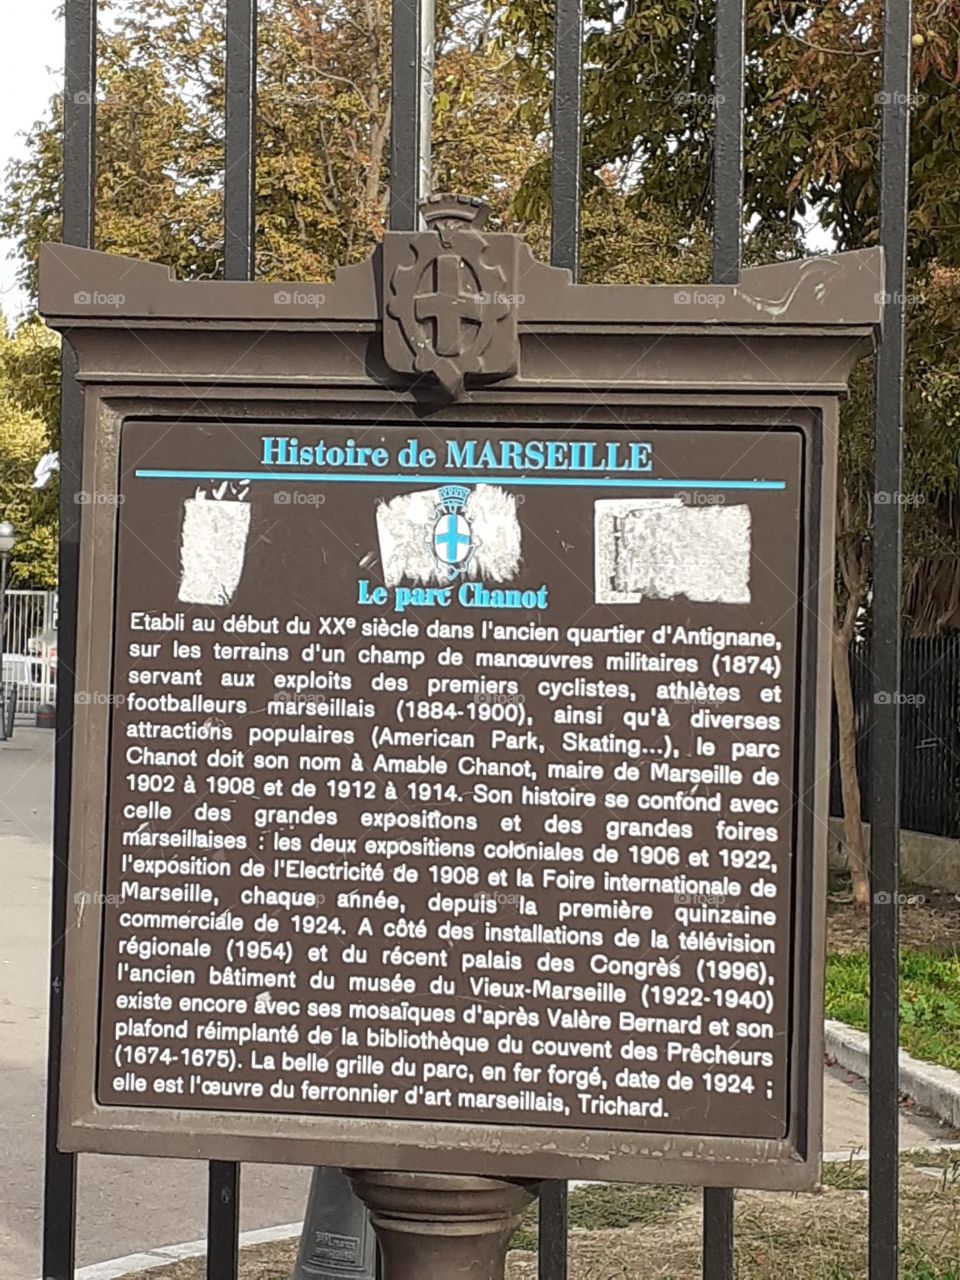 Histoire de MARSEILLE
Le parc Chanot
Etabli au début du XXe siècle dans l'ancien quartier d'Antignane,
sur les terrains d'un champ de manœuvres militaires (1874)
servant aux exploits des premiers cyclistes, athlètes et
footballeurs marseillais (1884-1900), ainsi qu'à diverses
attractions populaires (American Park, Skating...), le parc
Chanot doit son nom à Amable Chanot, maire de Marseille de
1902 à 1908 et de 1912 à 1914. Son histoire se confond avec
celle des grandes expositions et des grandes foires
marseillaises : les deux expositions coloniales de 1906 et 1922,
l'exposition de l'Electricité de 1908 et la Foire internationale de
Marseille, chaque année, depuis la première quinzaine
commerciale de 1924. A côté des installations de la télévision
régionale (1954) et du récent palais des Congrès (1996),
l'ancien bâtiment du musée du Vieux-Marseille (1922-1940)
existe encore avec ses mosaïques d'après Valère Bernard et son
plafond réimplanté de la bibliothèque du couvent des Prêcheurs
(1674-1675). La belle grille du parc, en fer forgé, date de 1924 ;
elle est l'œuvre du ferronnier d'art marseillais, Trichard.